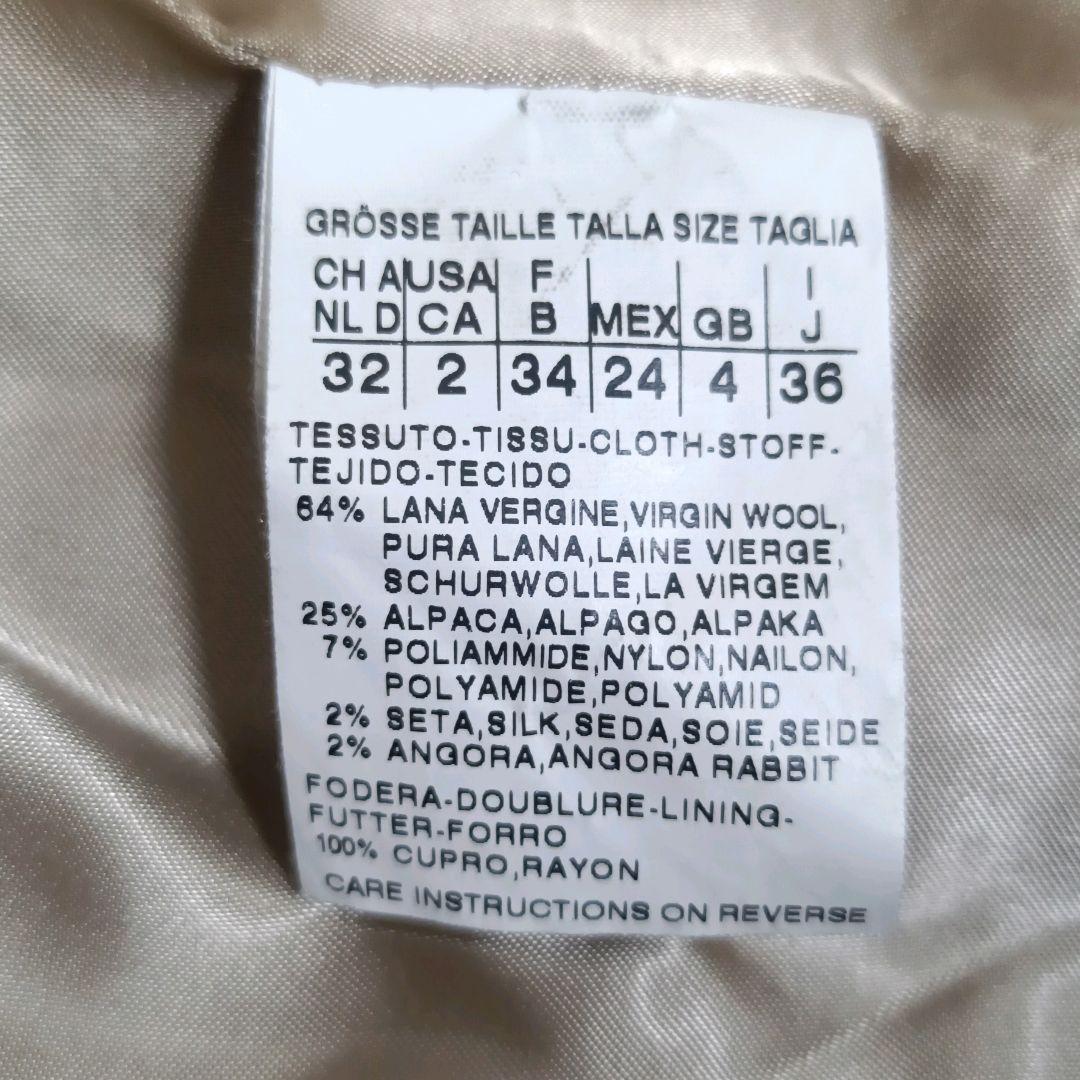 GRÖSSE TAILLE TALLA SIZE TAGLIA
CH A USA F I
NL D CA B MEX GB J
32 2 34 24 4 36
TESSUTO-TISSU-CLOTH-STOFF-
TEJIDO-TECIDO
64% LANA VERGINE,VIRGIN WOOL,
PURA LANA,LAINE VIERGE,
SCHURWOLLE,LA VIRGEM
25% ALPACA,ALPAGO,ALPAKA
7% POLIAMMIDE,NYLON,NAILON,
POLYAMIDE,POLYAMID
2% SETA,SILK,SEDA,SOIE,SEIDE
2% ANGORA,ANGORA RABBIT
FODERA-DOUBLURE-LINING-
FUTTER-FORRO
100% CUPRO,RAYON
CARE INSTRUCTIONS ON REVERSE